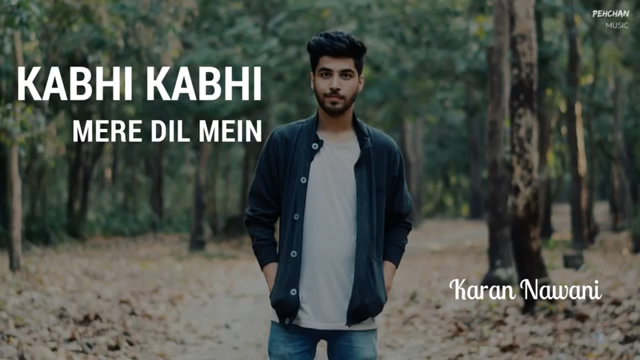 PEHCHAN
MUSIC
KABHI KABHI
MERE DIL MEIN
Karan Nawani